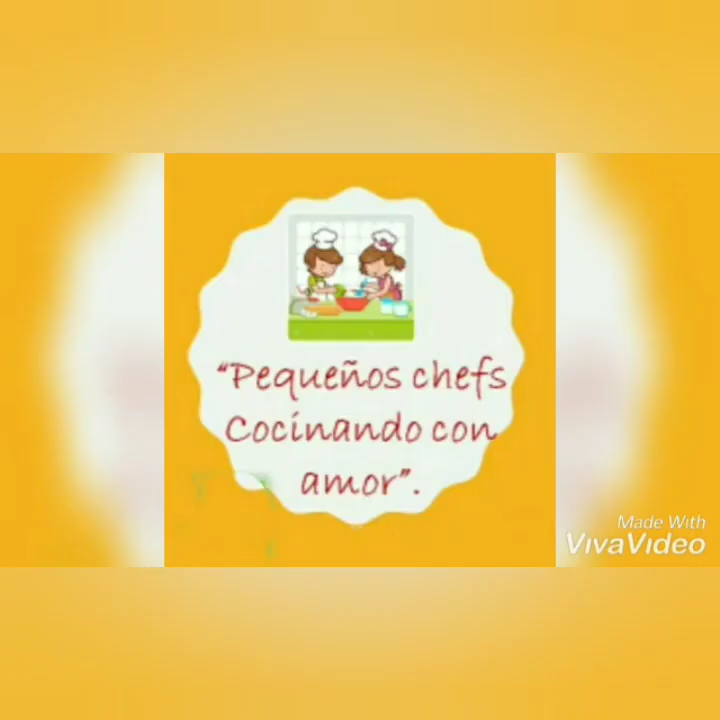 “Pequeños chefs
Cocinando con
amor”.
Made With
VivaVideo